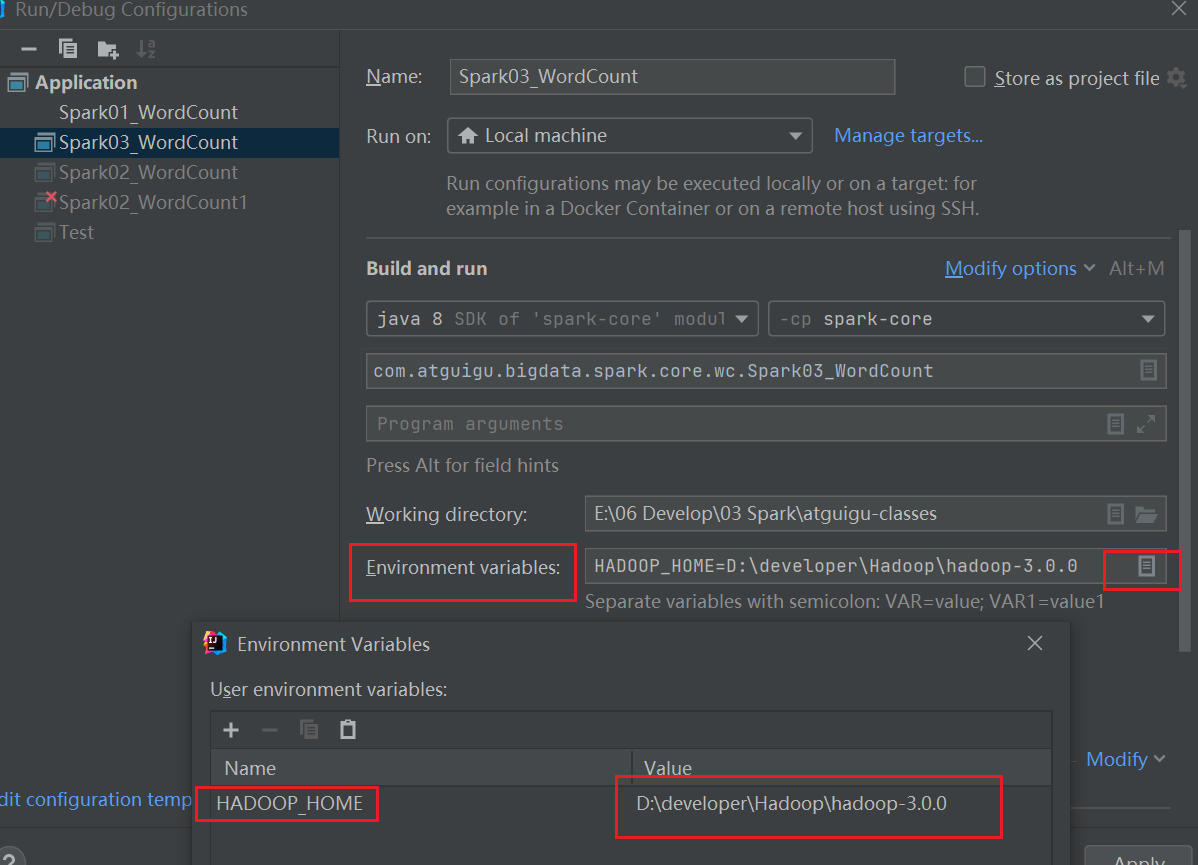 Run/Debug Configurations
Application
Spark01_WordCount
Spark03_WordCount
Spark02_WordCount
Spark02_WordCount1
Test
Name: Spark03_WordCount Store as project file
Run on: Local machine Manage targets...
Run configurations may be executed locally or on a target: for
example in a Docker Container or on a remote host using SSH.
Build and run Modify options Alt+M
java 8 SDK of 'spark-core' modul -cp spark-core
com.atguigu.bigdata.spark.core.wc.Spark03_WordCount
Program arguments
Press Alt for field hints
Working directory: E:\06 Develop\03 Spark\atguigu-classes
Environment variables: HADOOP_HOME=D:\developer\Hadoop\hadoop-3.0.0
Separate variables with semicolon: VAR=value; VAR1=value1
Environment Variables
User environment variables:
Name Value
HADOOP_HOME D:\developer\Hadoop\hadoop-3.0.0
Modify
dit configuration temp
?
Apply